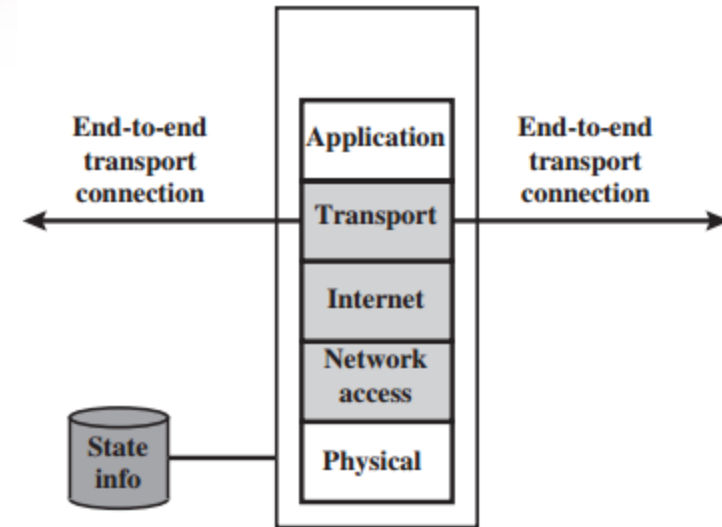 End-to-end
transport
connection
Application
Transport
Internet
Network
access
Physical
End-to-end
transport
connection
State
info